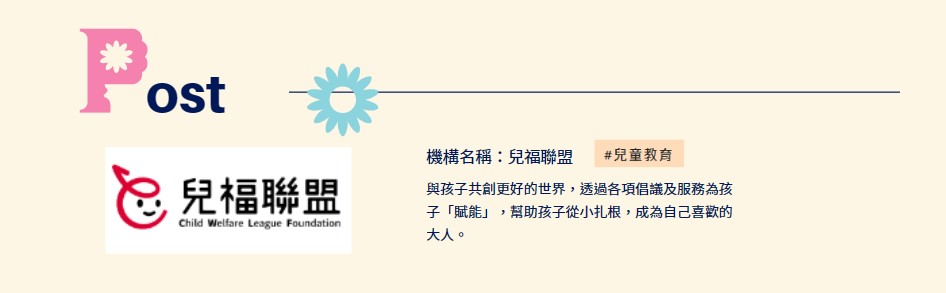 Post
兒福聯盟
Child Welfare League Foundation
機構名稱：兒福聯盟
#兒童教育
與孩子共創更好的世界，透過各項倡議及服務為孩
子「賦能」，幫助孩子從小扎根，成為自己喜歡的
大人。